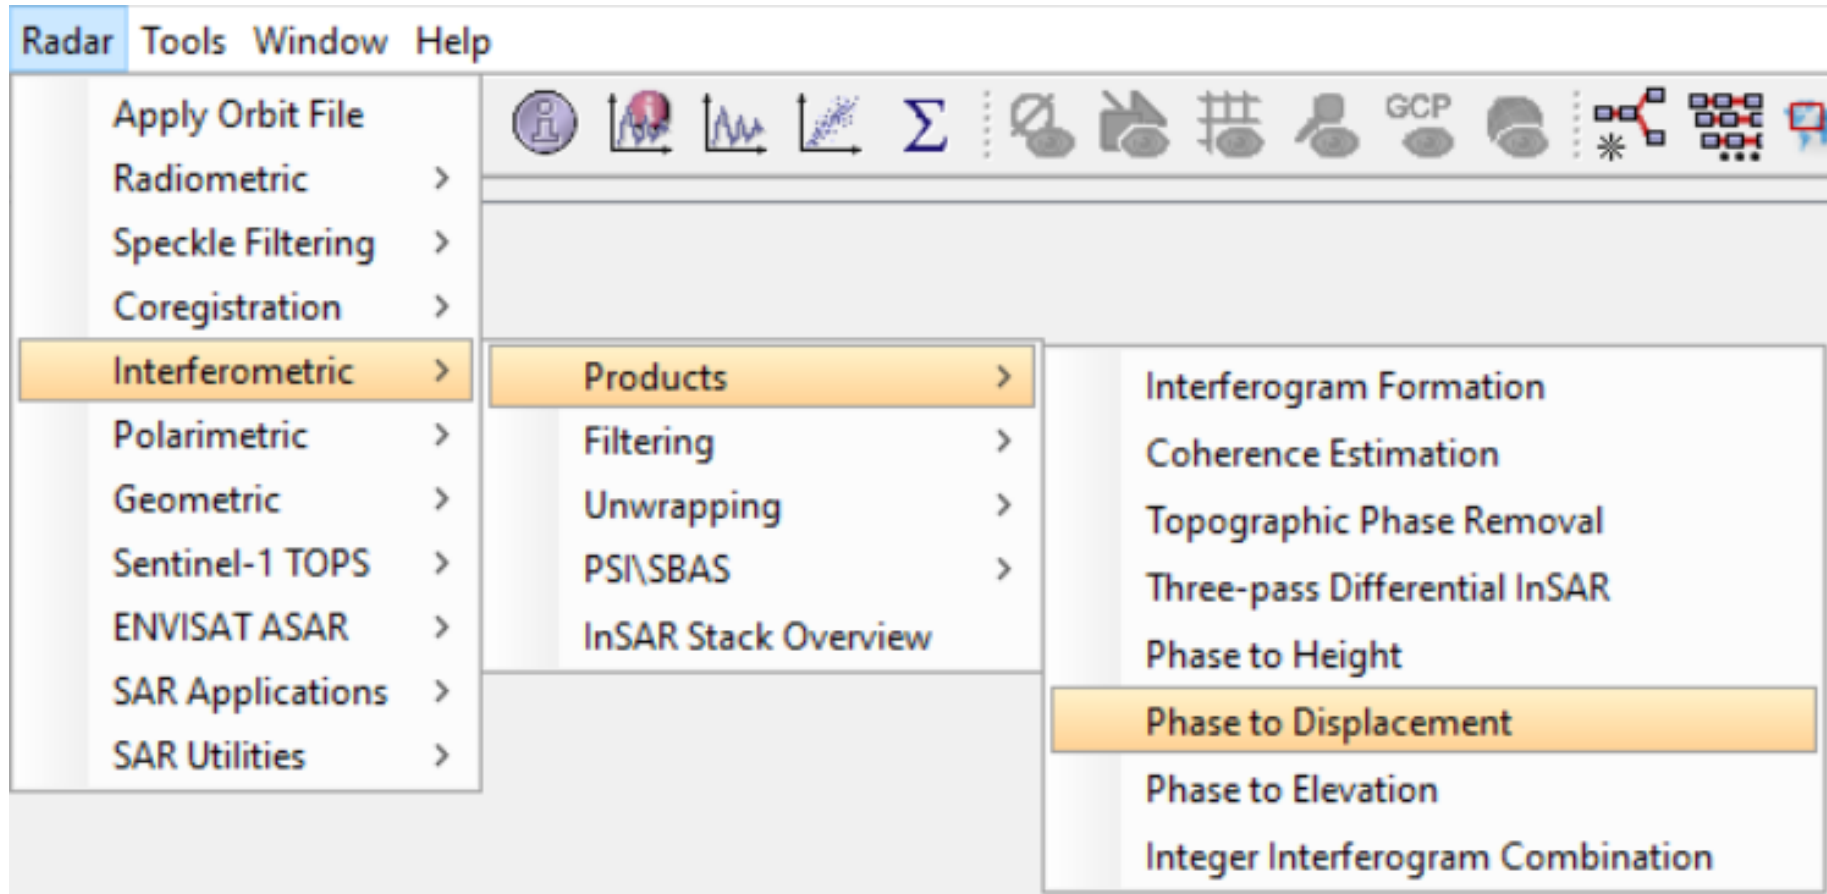 Radar Tools Window Help
GCP
Apply Orbit File
Radiometric
Speckle Filtering
Coregistration
Interferometric
Polarimetric
Geometric
Sentinel-1 TOPS
ENVISAT ASAR
SAR Applications
SAR Utilities
Products
Filtering
Unwrapping
PSI\SBAS
InSAR Stack Overview
Interferogram Formation
Coherence Estimation
Topographic Phase Removal
Three-pass Differential InSAR
Phase to Height
Phase to Displacement
Phase to Elevation
Integer Interferogram Combination